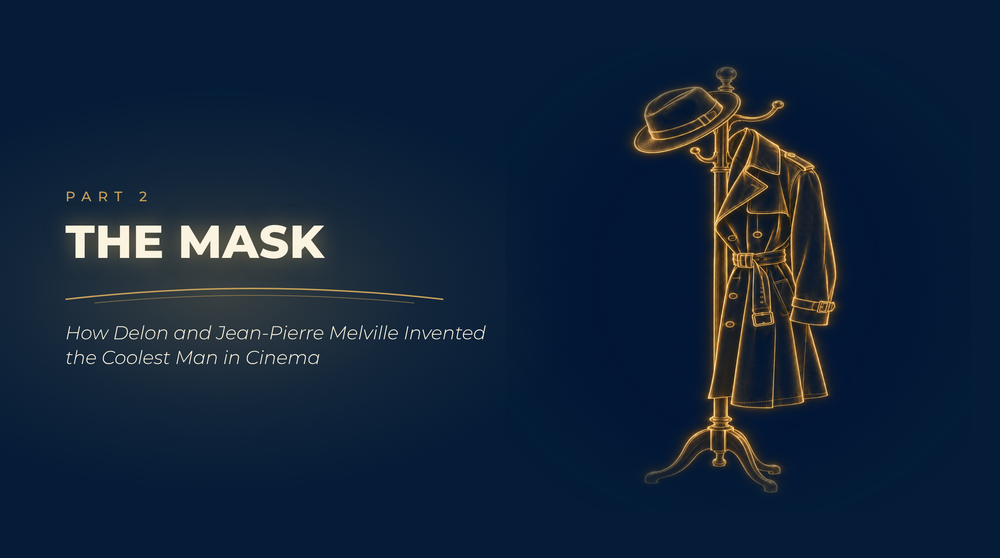 PART 2
THE MASK
How Delon and Jean-Pierre Melville Invented
the Coolest Man in Cinema